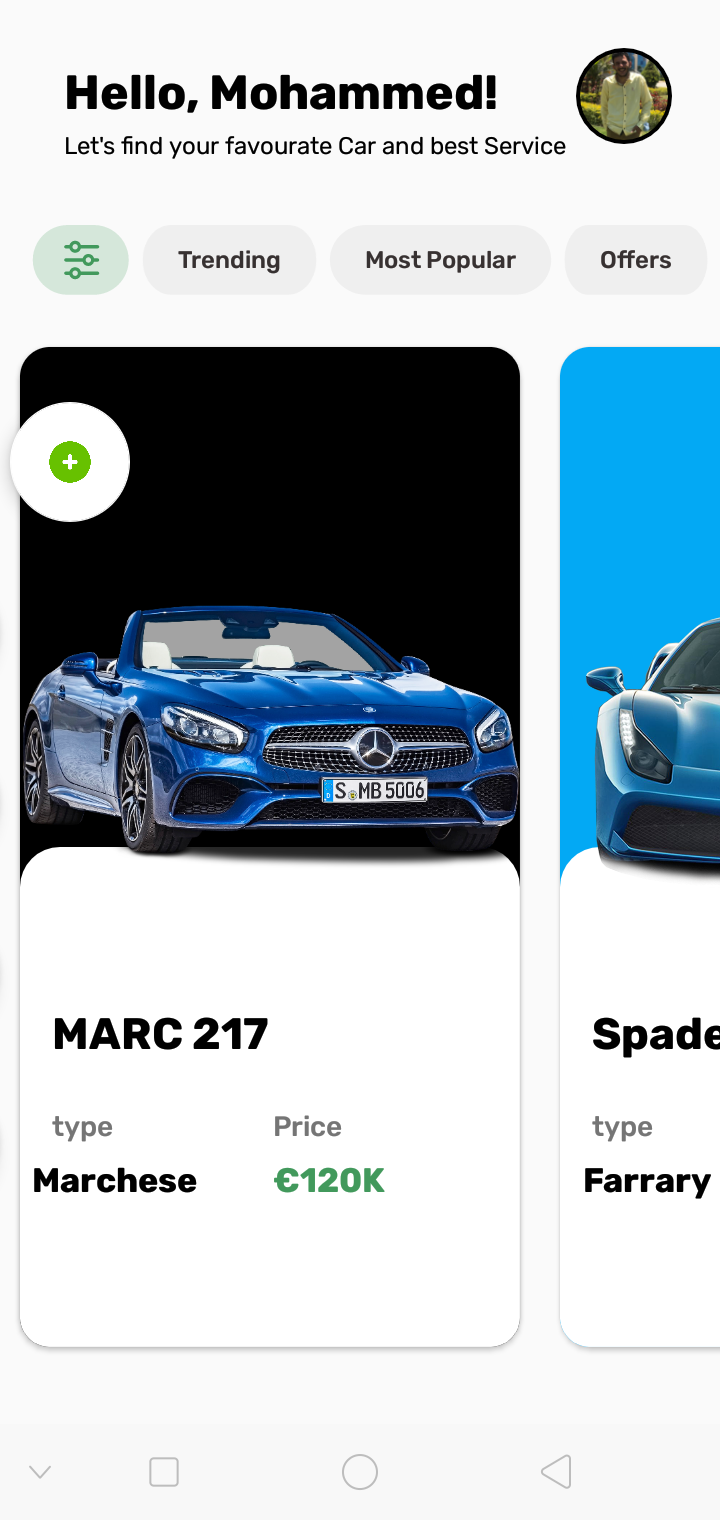 Hello, Mohammed!
Let's find your favourate Car and best Service
Trending
Most Popular
Offers
S MB 5006
MARC 217
type
Price
Marchese
€120K
Spade
type
Farrary